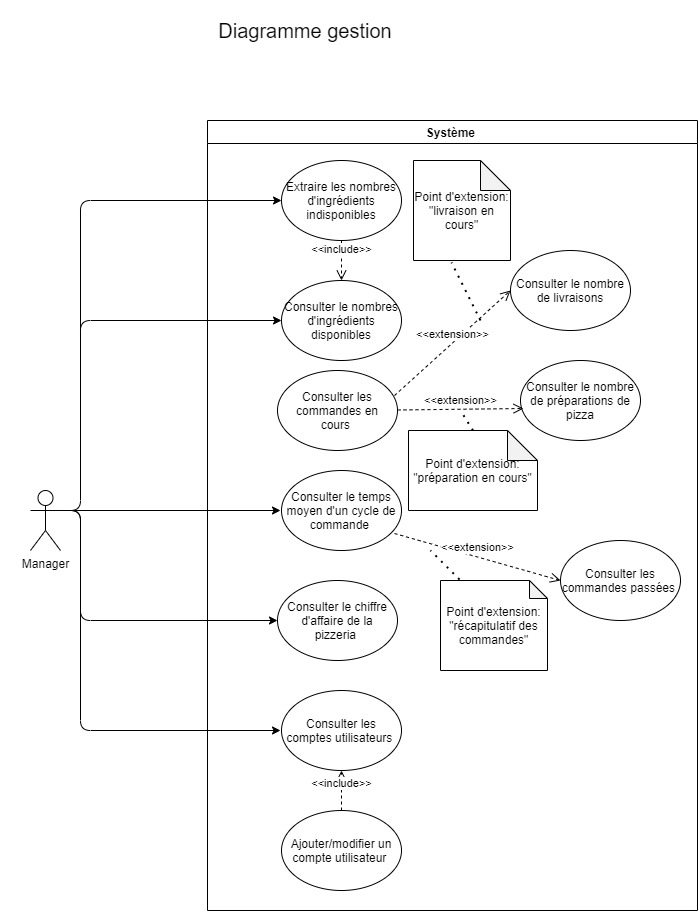 Diagramme gestion
Système
Extraire les nombres
d'ingrédients
indisponibles
Point d'extension:
"livraison en
cours"
<<include>>
Consulter le nombre
de livraisons
Consulter le nombres
d'ingrédients
disponibles
<<extension>>
Consulter les
commandes en
cours
<<extension>>
Consulter le nombre
de préparations de
pizza
Point d'extension:
"préparation en cours"
Consulter le temps
moyen d'un cycle de
commande
Manager
<<extension>>
Consulter les
commandes passées
Consulter le chiffre
d'affaire de la
pizzeria
Point d'extension:
"récapitulatif des
commandes"
Consulter les
comptes utilisateurs
<<include>>
Ajouter/modifier un
compte utilisateur